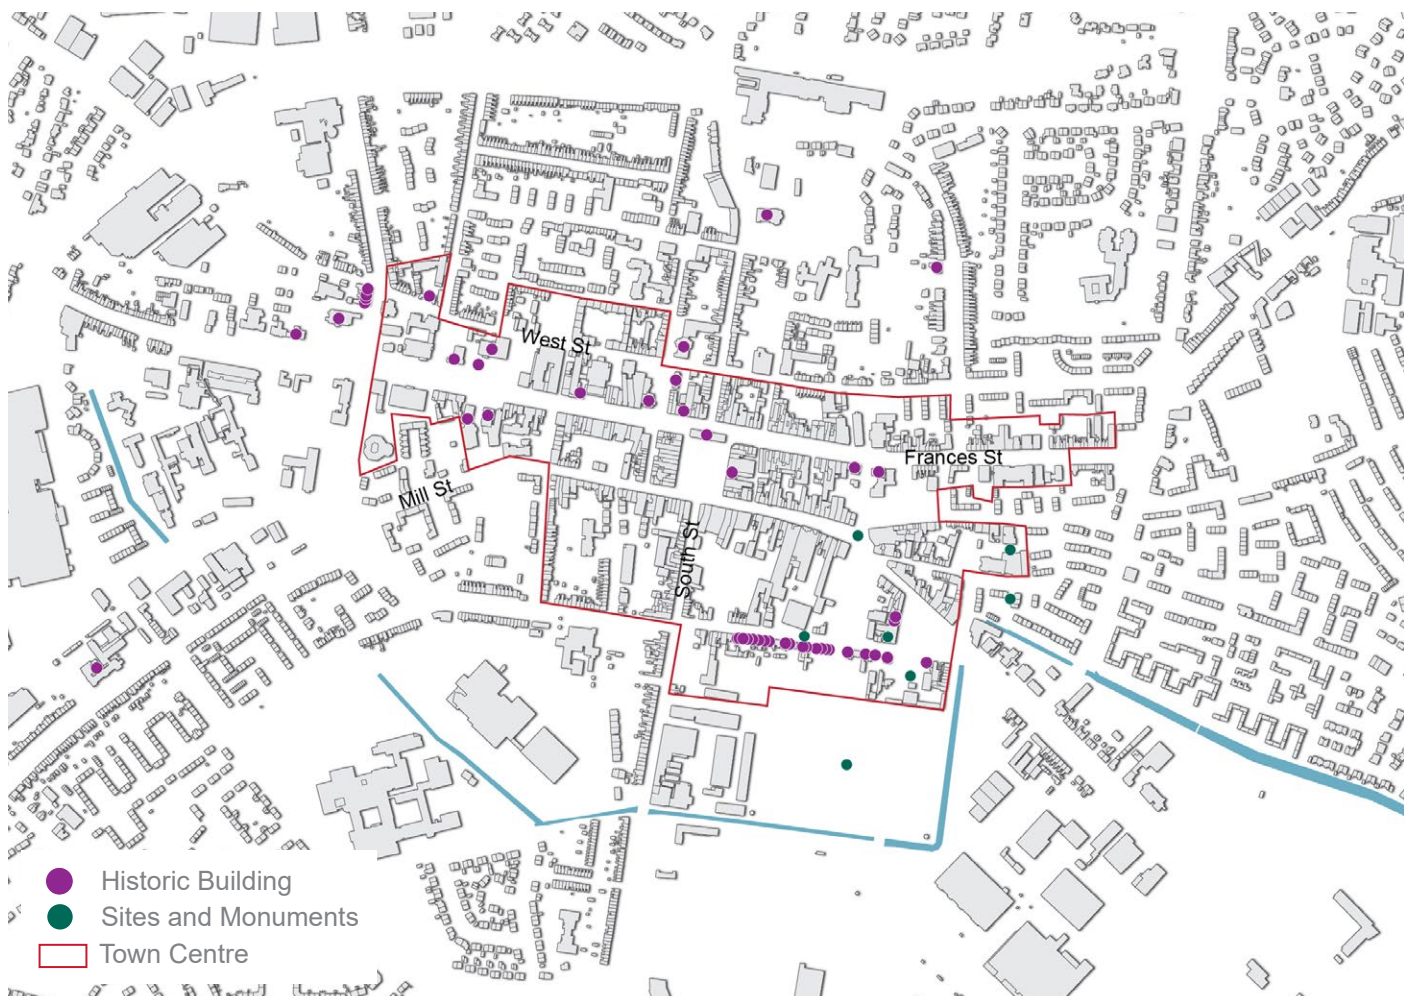 West St
Frances St
Mill St
South St
Historic Building
Sites and Monuments
Town Centre